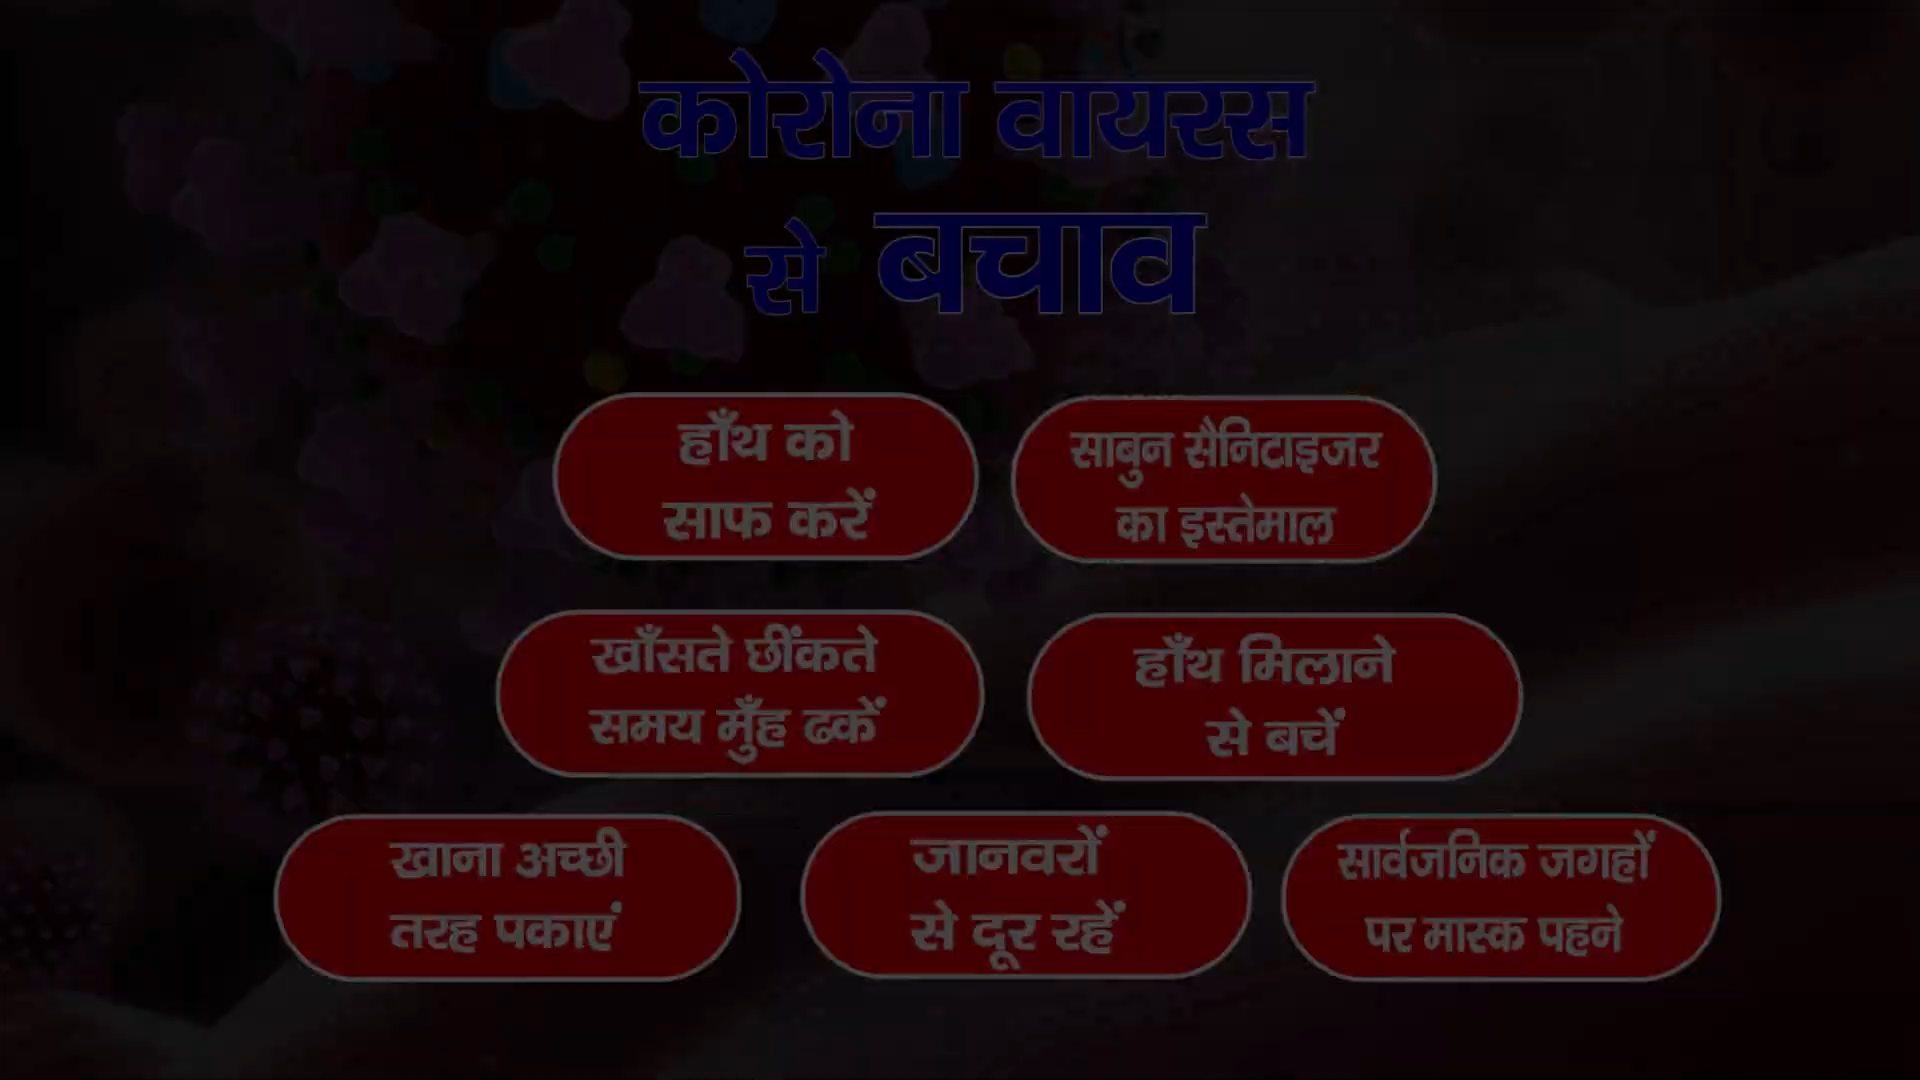 कोरोना वायरस
से बचाव
हाँथ को
साफ करें
साबुन सैनिटाइजर
का इस्तेमाल
खाँसते छींकते
समय मुँह ढकें
हाँथ मिलाने
से बचें
खाना अच्छी
तरह पकाएं
जानवरों
से दूर रहें
सार्वजनिक जगहों
पर मास्क पहने